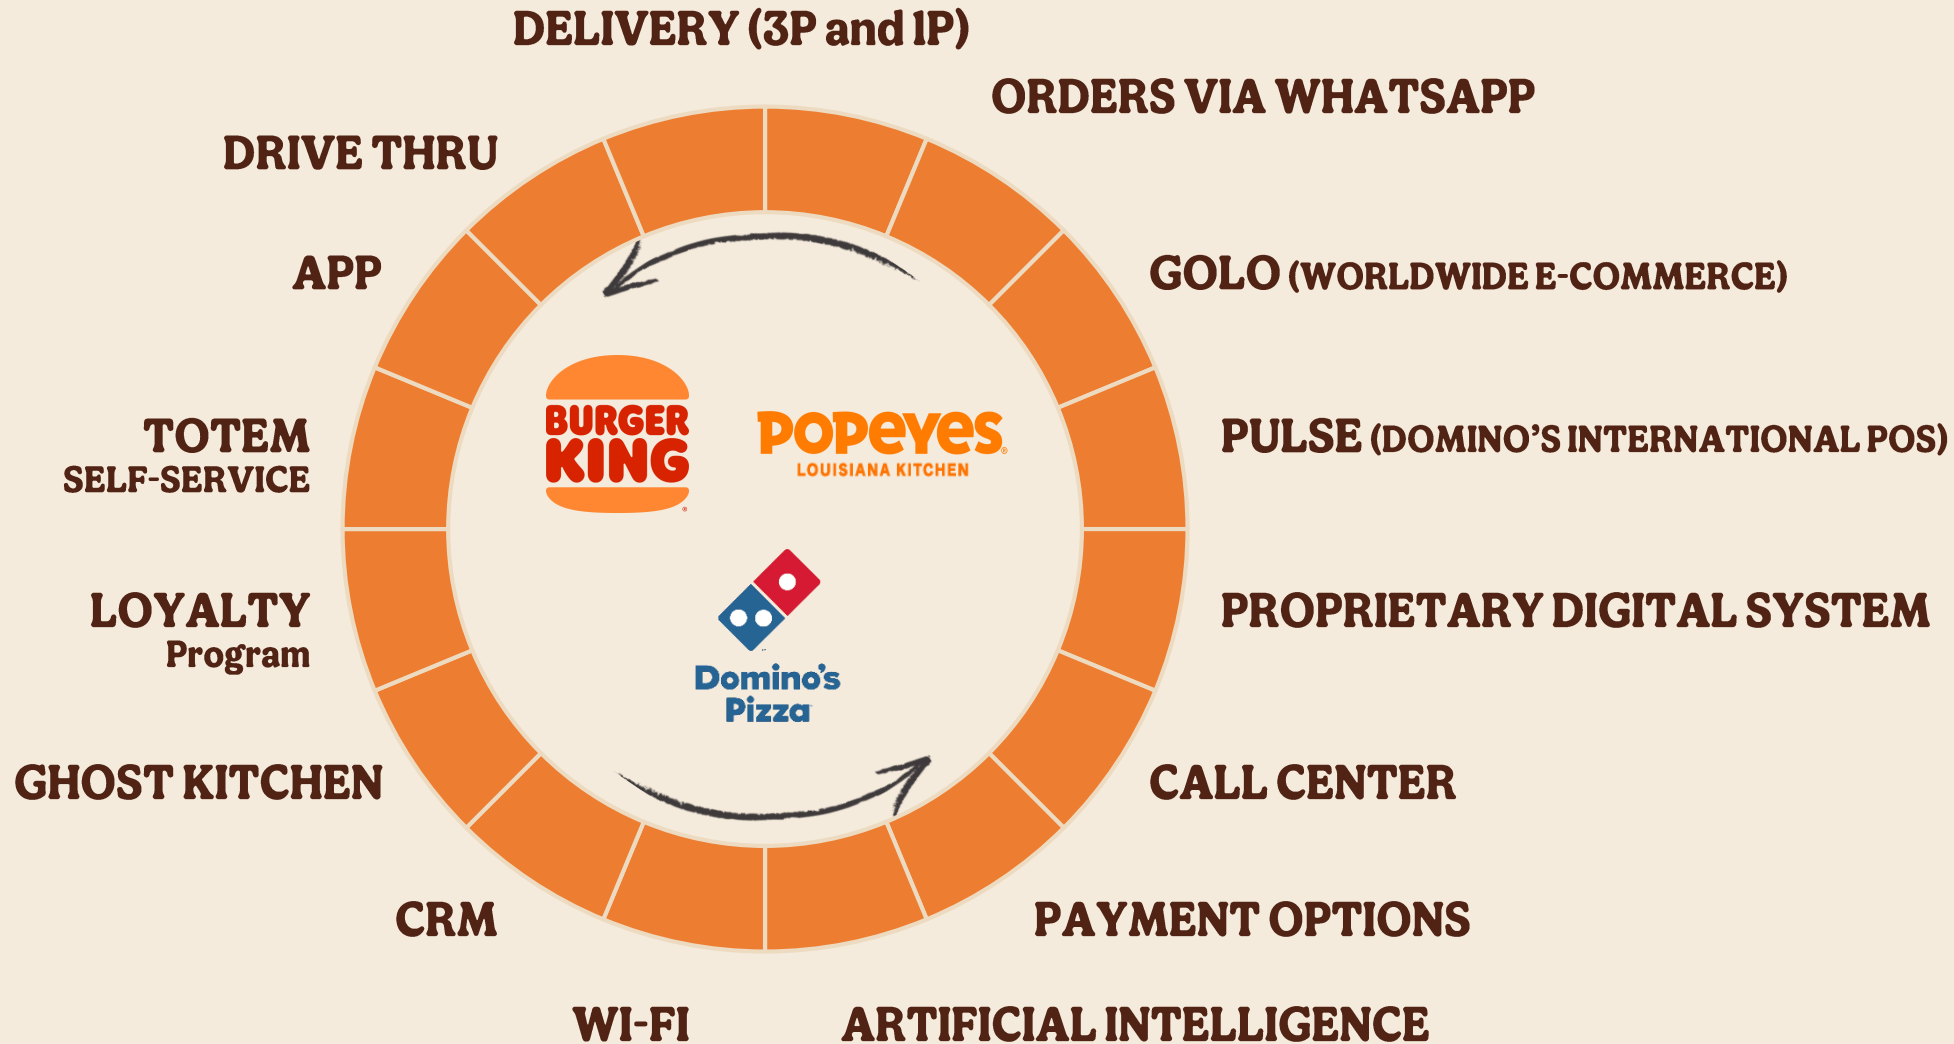 DELIVERY (3P and 1P)
ORDERS VIA WHATSAPP
DRIVE THRU
GOLO (WORLDWIDE E-COMMERCE)
APP
BURGER
KING
®
POPEYES®
LOUISIANA KITCHEN
TOTEM
SELF-SERVICE
PULSE (DOMINO’S INTERNATIONAL POS)
LOYALTY
Program
PROPRIETARY DIGITAL SYSTEM
Domino’s
Pizza
GHOST KITCHEN
CALL CENTER
CRM
PAYMENT OPTIONS
WI-FI
ARTIFICIAL INTELLIGENCE